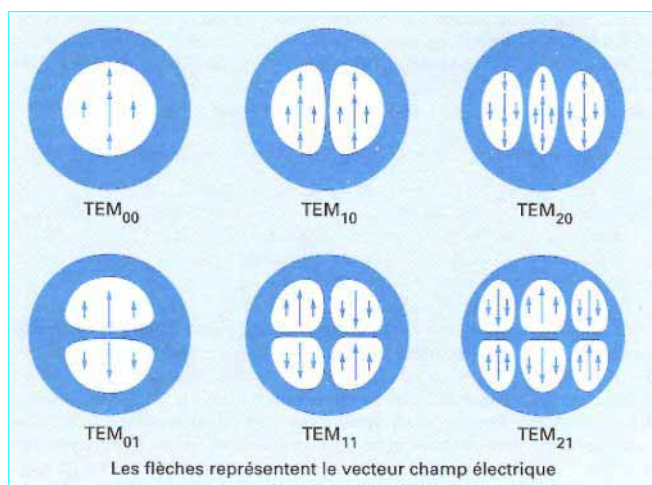 TEM₀₀ TEM₁₀ TEM₂₀
TEM₀₁ TEM₁₁ TEM₂₁
Les flèches représentent le vecteur champ électrique